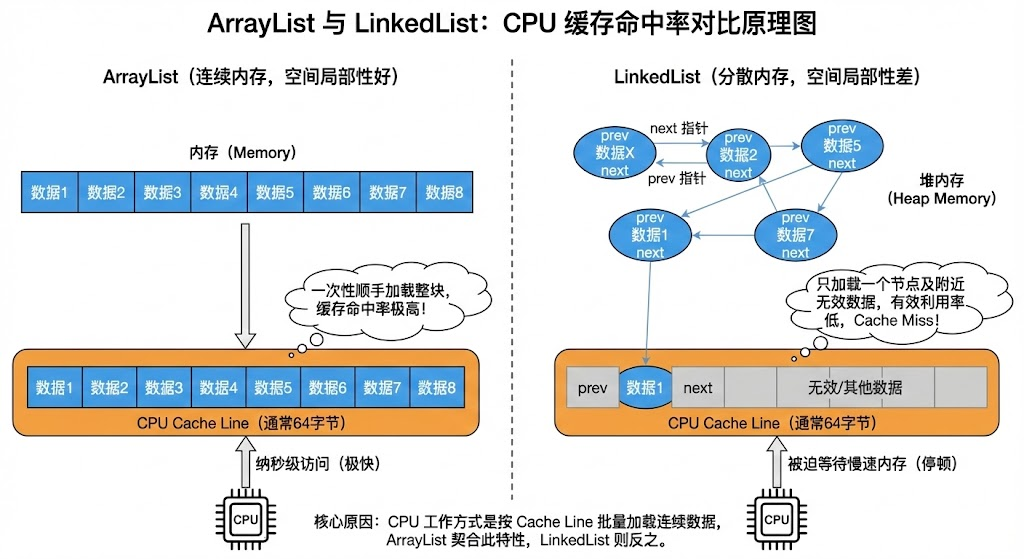 ArrayList 与 LinkedList：CPU 缓存命中率对比原理图
ArrayList（连续内存，空间局部性好）
内存（Memory）
数据1 数据2 数据3 数据4 数据5 数据6 数据7 数据8
一次性顺手加载整块，
缓存命中率极高！
数据1 数据2 数据3 数据4 数据5 数据6 数据7 数据8
CPU Cache Line（通常64字节）
纳秒级访问（极快）
CPU
LinkedList（分散内存，空间局部性差）
prev
数据X
next
next 指针
prev 指针
prev
数据2
next
prev
数据5
next
堆内存
（Heap Memory）
prev
数据1
next
prev
数据7
next
只加载一个节点及附近
无效数据，有效利用率
低，Cache Miss！
prev 数据1 next 无效/其他数据
CPU Cache Line（通常64字节）
被迫等待慢速内存（停顿）
CPU
核心原因：CPU 工作方式是按 Cache Line 批量加载连续数据，
ArrayList 契合此特性，LinkedList 则反之。